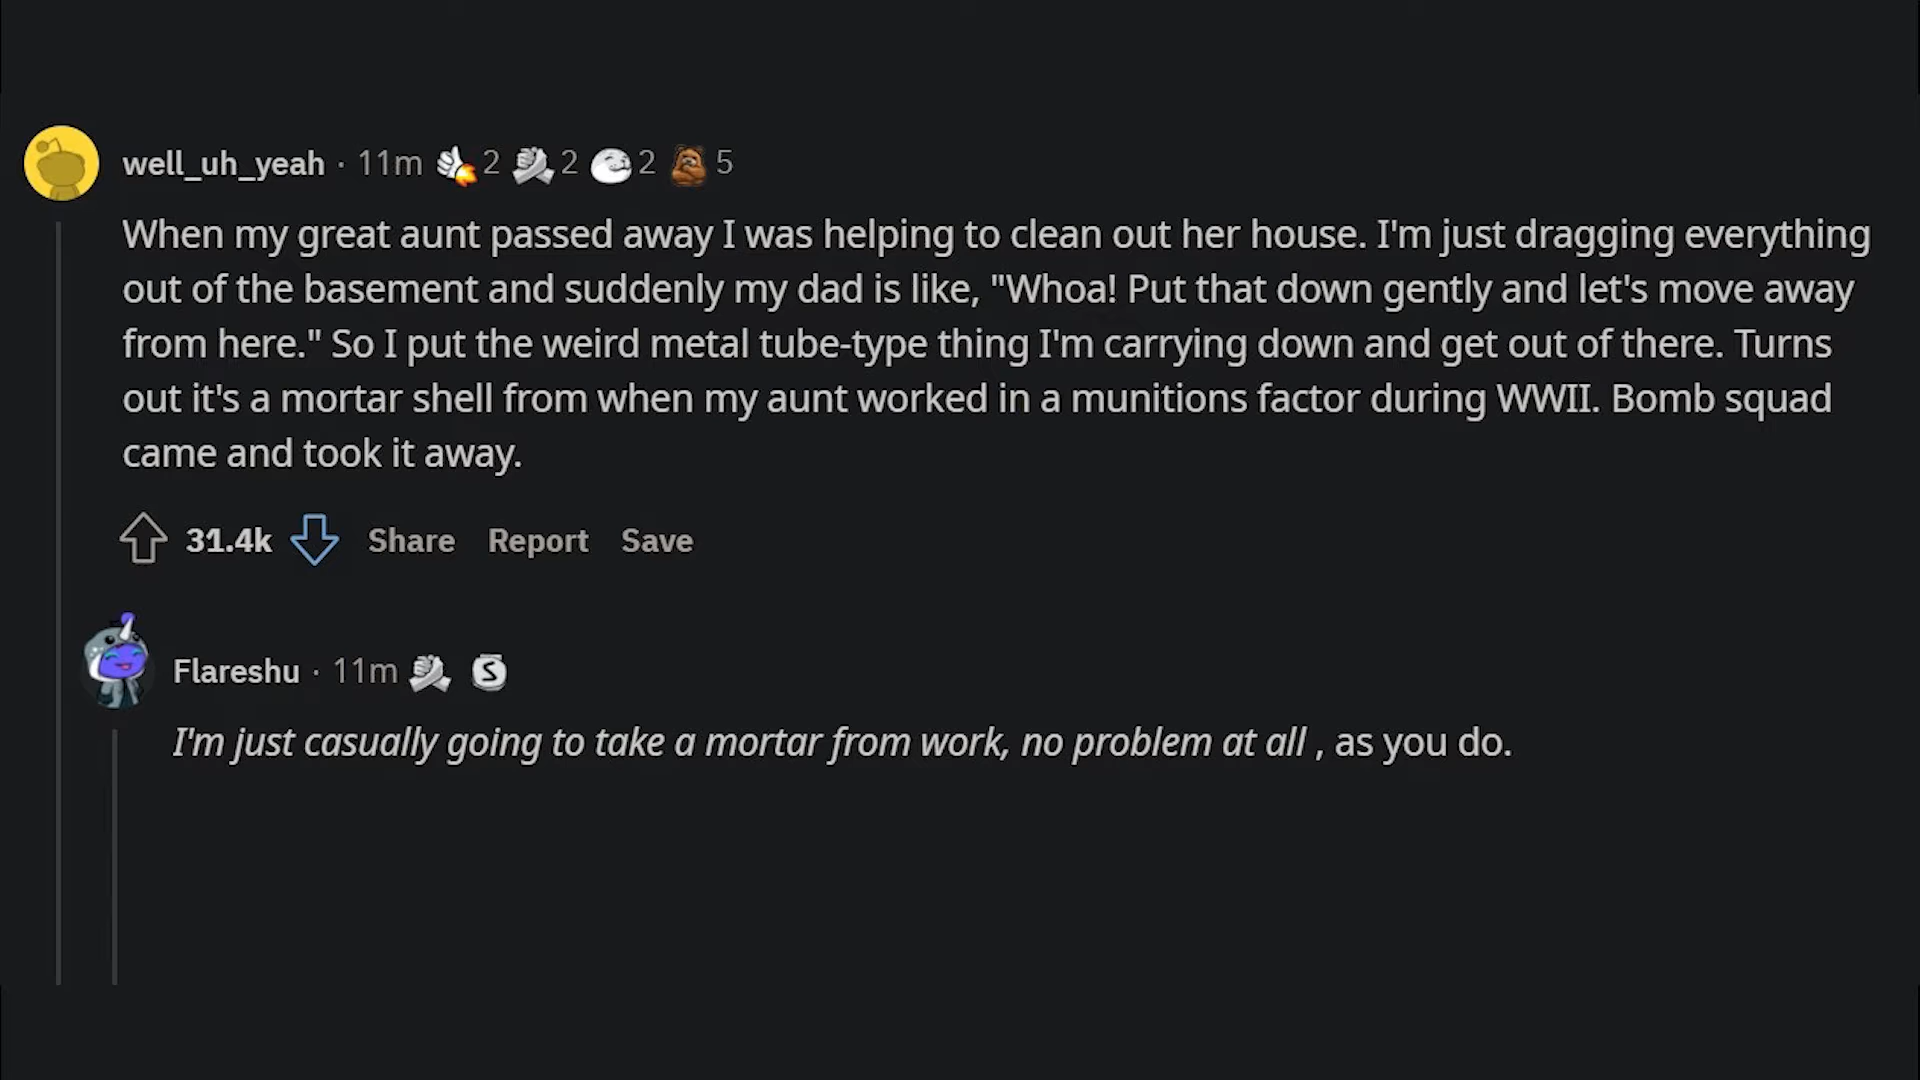 well_uh_yeah · 11m 2 2 2 5
When my great aunt passed away I was helping to clean out her house. I'm just dragging everything
out of the basement and suddenly my dad is like, "Whoa! Put that down gently and let's move away
from here." So I put the weird metal tube-type thing I'm carrying down and get out of there. Turns
out it's a mortar shell from when my aunt worked in a munitions factor during WWII. Bomb squad
came and took it away.
31.4k Share Report Save
Flareshu · 11m S
I'm just casually going to take a mortar from work, no problem at all , as you do.